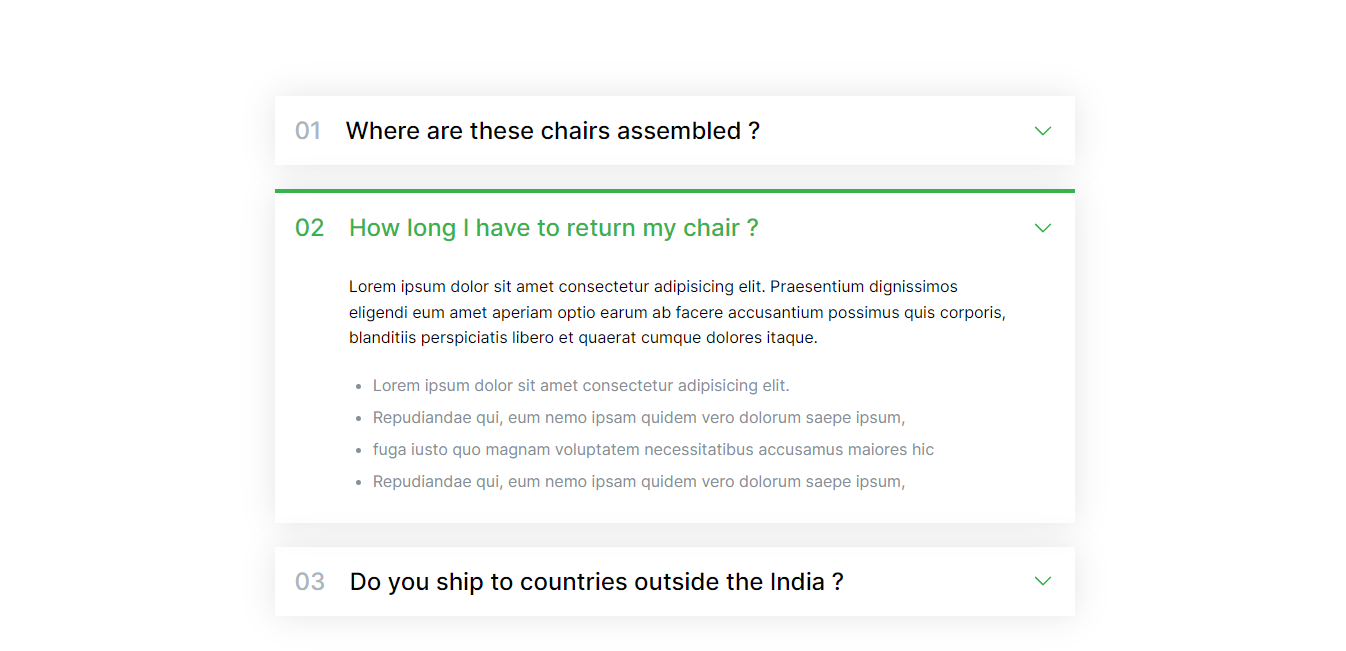 01 Where are these chairs assembled ?
02 How long I have to return my chair ?
Lorem ipsum dolor sit amet consectetur adipisicing elit. Praesentium dignissimos
eligendi eum amet aperiam optio earum ab facere accusantium possimus quis corporis,
blanditiis perspiciatis libero et quaerat cumque dolores itaque.
• Lorem ipsum dolor sit amet consectetur adipisicing elit.
• Repudiandae qui, eum nemo ipsam quidem vero dolorum saepe ipsum,
• fuga iusto quo magnam voluptatem necessitatibus accusamus maiores hic
• Repudiandae qui, eum nemo ipsam quidem vero dolorum saepe ipsum,
03 Do you ship to countries outside the India ?